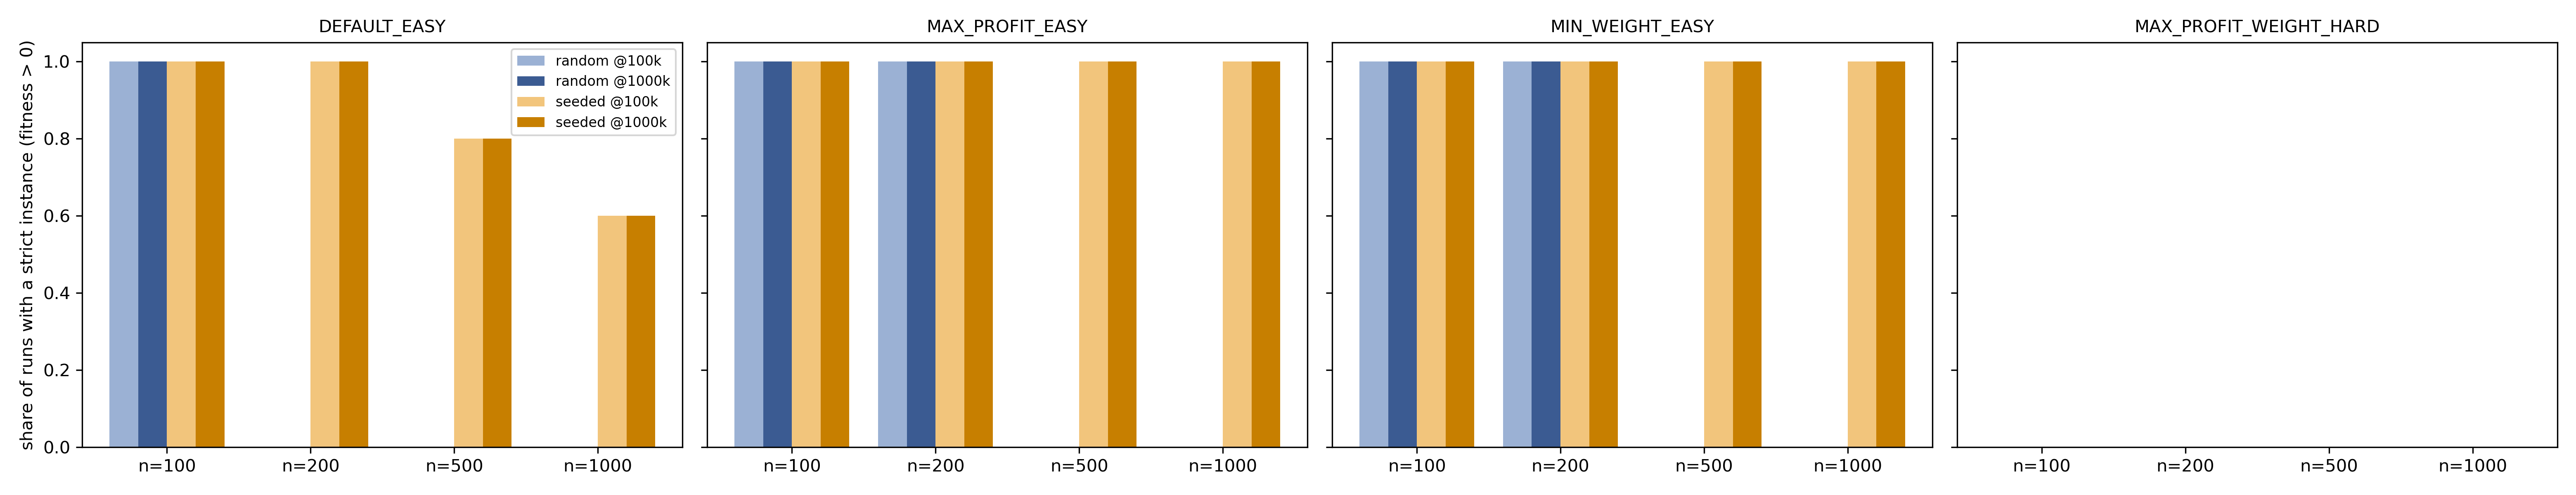 DEFAULT_EASY
MAX_PROFIT_EASY
MIN_WEIGHT_EASY
MAX_PROFIT_WEIGHT_HARD
share of runs with a strict instance (fitness > 0)
1.0
0.8
0.6
0.4
0.2
0.0
random @100k
random @1000k
seeded @100k
seeded @1000k
n=100
n=200
n=500
n=1000
n=100
n=200
n=500
n=1000
n=100
n=200
n=500
n=1000
n=100
n=200
n=500
n=1000